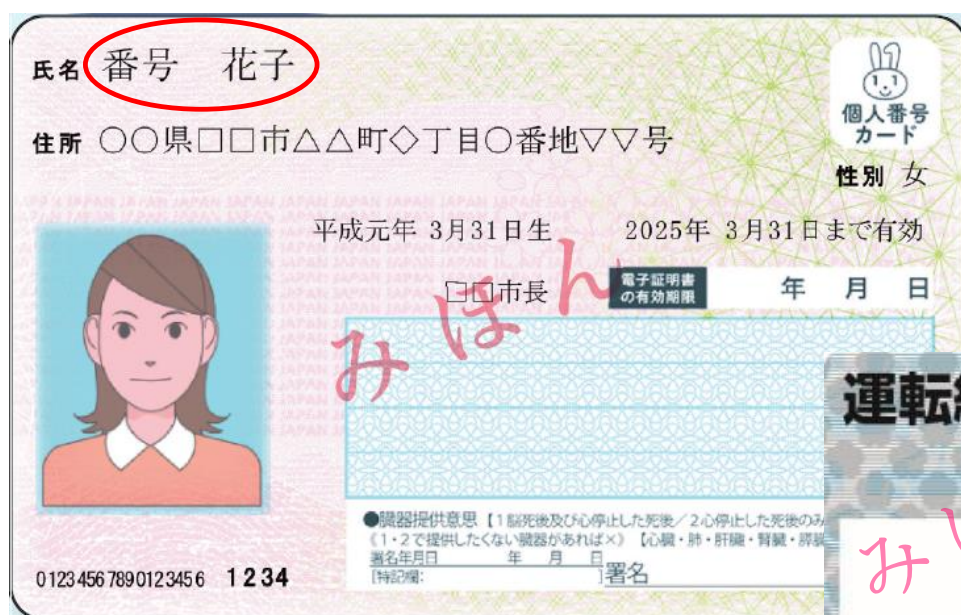 氏名 番号 花子
個人番号
カード
住所 〇〇県□□市△△町◇丁目〇番地▽▽号
性別 女
平成元年 3月31日生 2025年 3月31日まで有効
□□市長 電子証明書の有効期限 年 月 日
みほん
運転
●臓器提供意思【1脳死後及び心停止した死後/2心停止した死後のみ
《1・2で提供したくない臓器があれば×》【心臓・肺・肝臓・腎臓・膵臓
署名年月日 年 月 日
[特記欄: ]署名
01234567890123456 1234
み